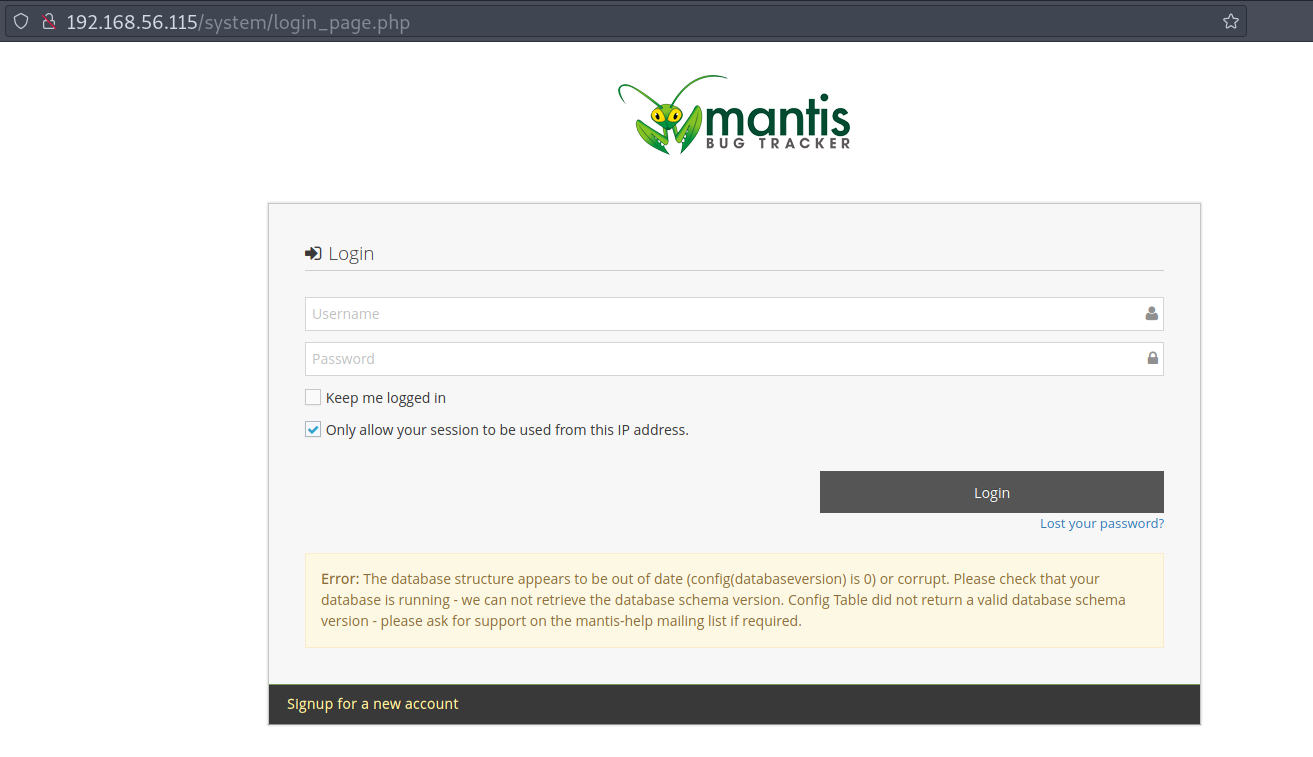 192.168.56.115/system/login_page.php
mantis
BUG TRACKER
Login
Username
Password
Keep me logged in
Only allow your session to be used from this IP address.
Login
Lost your password?
Error: The database structure appears to be out of date (config(databaseversion) is 0) or corrupt. Please check that your
database is running - we can not retrieve the database schema version. Config Table did not return a valid database schema
version - please ask for support on the mantis-help mailing list if required.
Signup for a new account